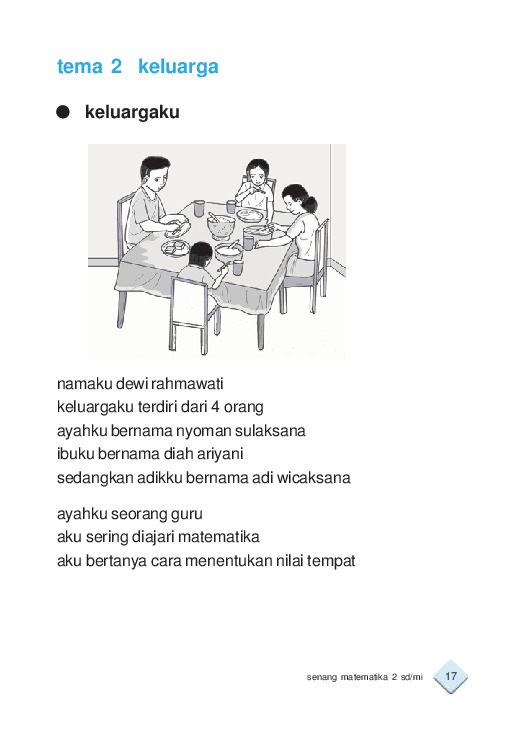 tema 2 keluarga
● keluargaku
namaku dewi rahmawati
keluargaku terdiri dari 4 orang
ayahku bernama nyoman sulaksana
ibuku bernama diah ariyani
sedangkan adikku bernama adi wicaksana
ayahku seorang guru
aku sering diajari matematika
aku bertanya cara menentukan nilai tempat
senang matematika 2 sd/mi 17